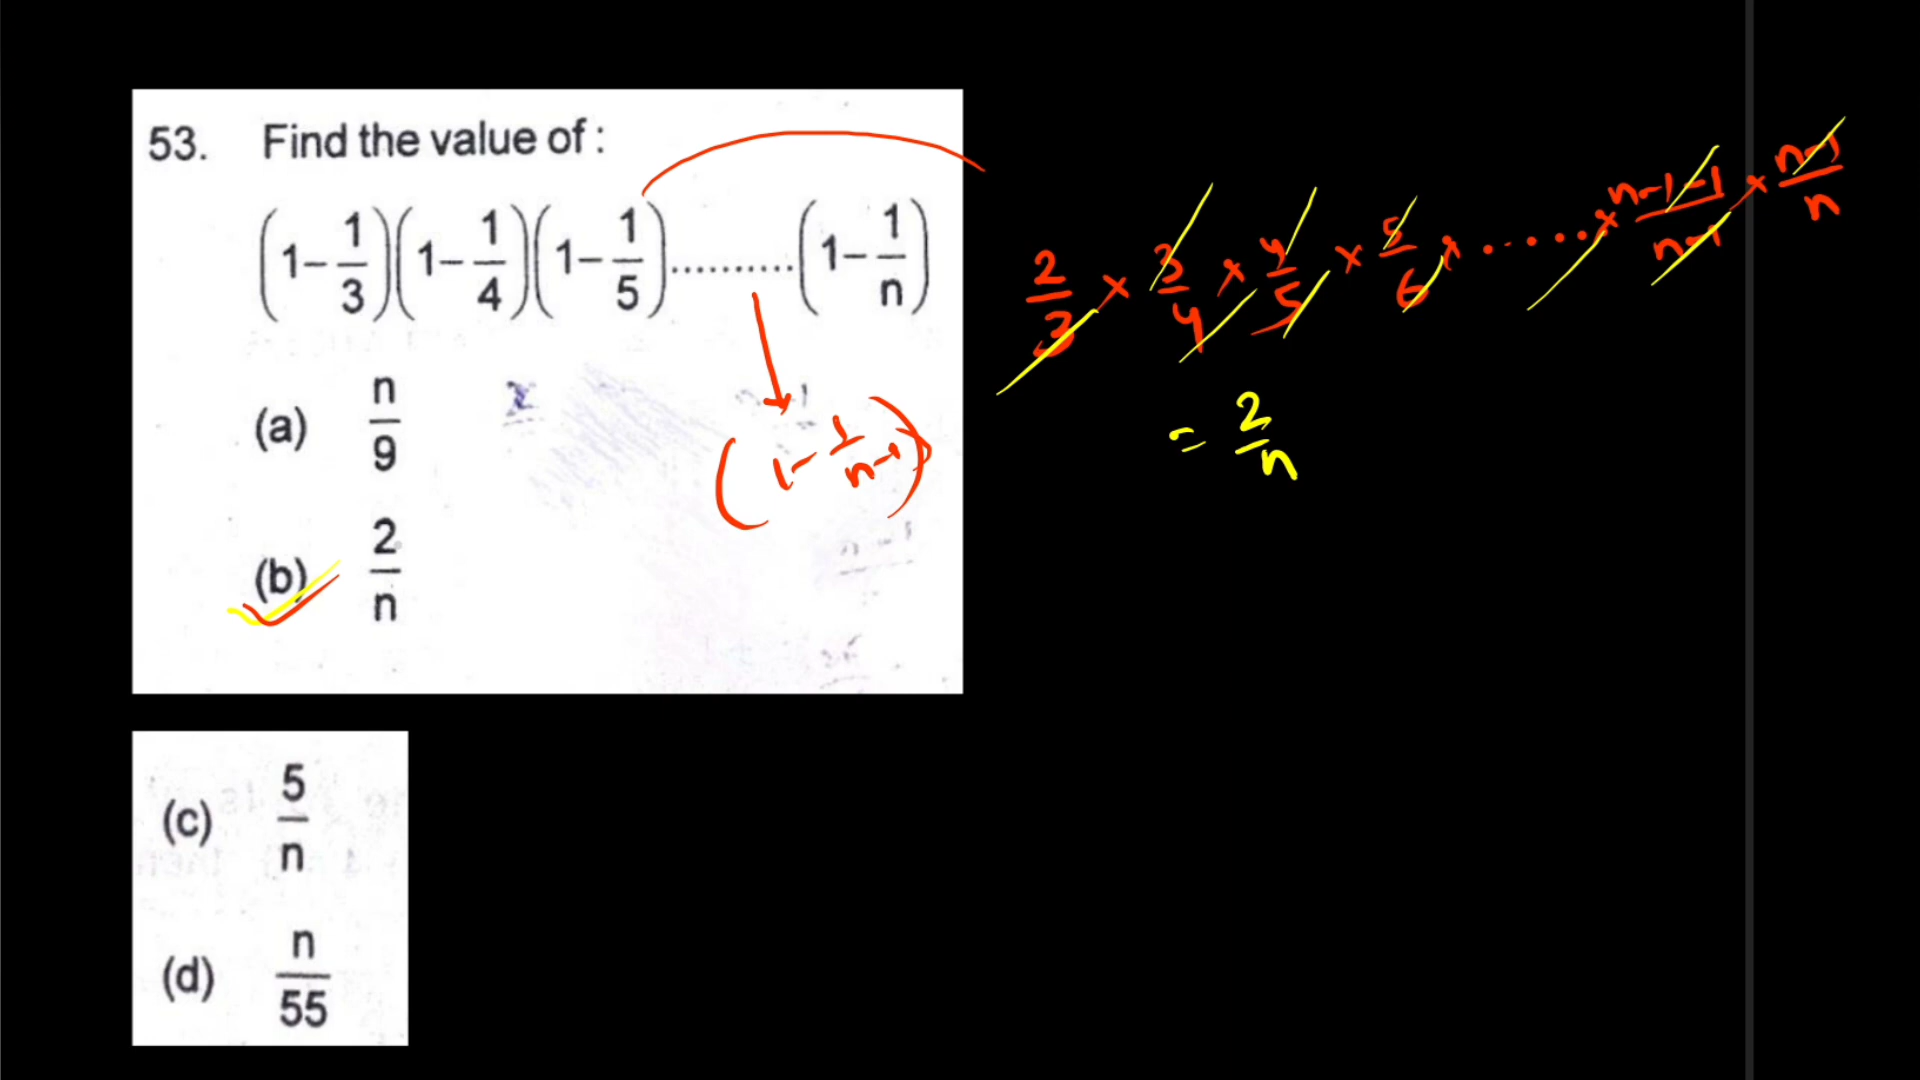 53. Find the value of :
(1 - 1/3)(1 - 1/4)(1 - 1/5)..........(1 - 1/n)
(1 - 1/n-1)
(a) n/9
(b) 2/n
(c) 5/n
(d) n/55
2/3 × 3/4 × 4/5 × 5/6 × ...... × n-1-1/n-1 × n-1/n
= 2/n